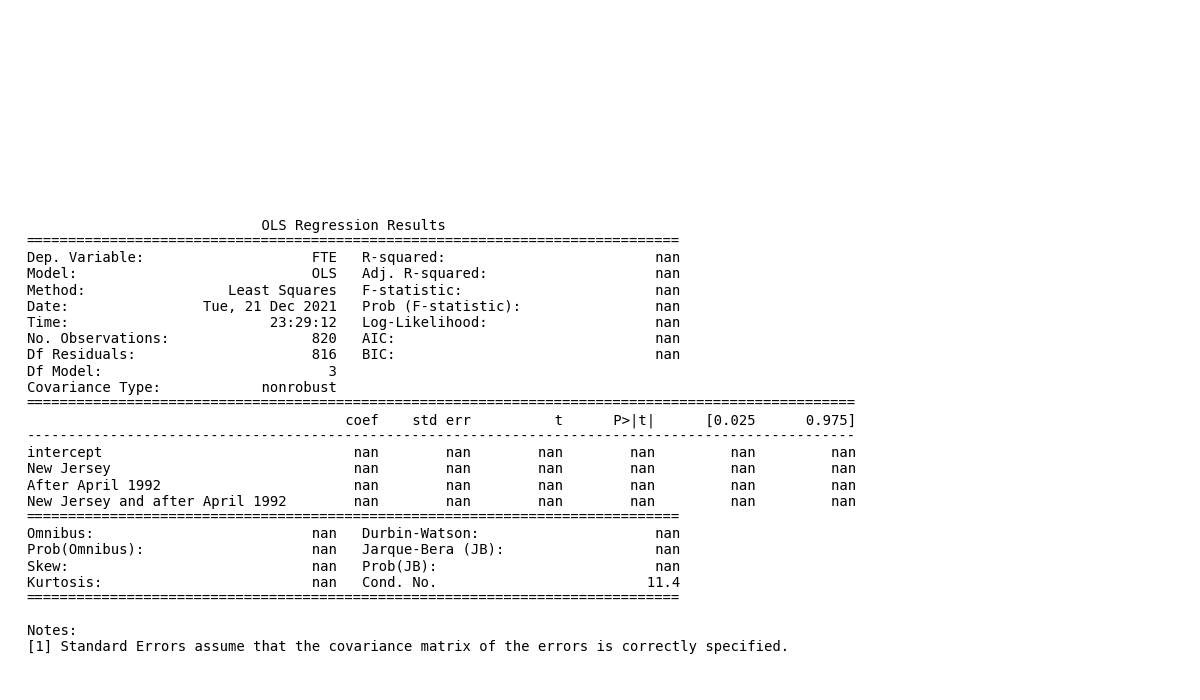 OLS Regression Results
==============================================================================
Dep. Variable:                    FTE   R-squared:                         nan
Model:                            OLS   Adj. R-squared:                    nan
Method:                 Least Squares   F-statistic:                       nan
Date:                Tue, 21 Dec 2021   Prob (F-statistic):                nan
Time:                        23:29:12   Log-Likelihood:                    nan
No. Observations:                 820   AIC:                               nan
Df Residuals:                     816   BIC:                               nan
Df Model:                           3
Covariance Type:            nonrobust
===================================================================================================
                                      coef    std err          t      P>|t|      [0.025      0.975]
---------------------------------------------------------------------------------------------------
intercept                              nan        nan        nan        nan         nan         nan
New Jersey                             nan        nan        nan        nan         nan         nan
After April 1992                       nan        nan        nan        nan         nan         nan
New Jersey and after April 1992        nan        nan        nan        nan         nan         nan
==============================================================================
Omnibus:                          nan   Durbin-Watson:                     nan
Prob(Omnibus):                    nan   Jarque-Bera (JB):                  nan
Skew:                             nan   Prob(JB):                          nan
Kurtosis:                         nan   Cond. No.                         11.4
==============================================================================
Notes:
[1] Standard Errors assume that the covariance matrix of the errors is correctly specified.